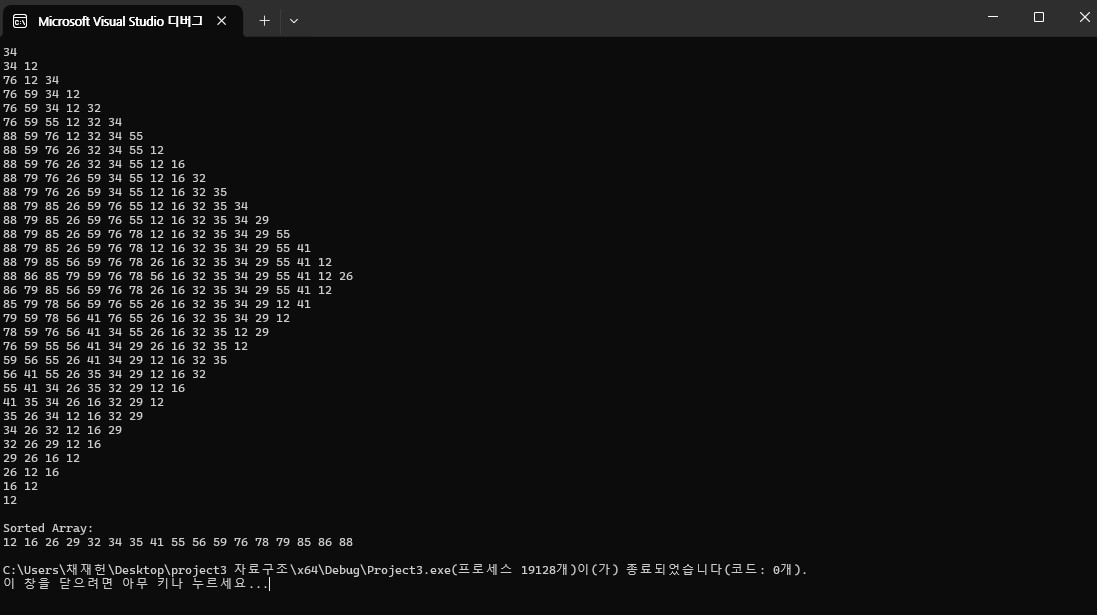 Microsoft Visual Studio 디버그
34
34 12
76 12 34
76 59 34 12
76 59 34 12 32
76 59 55 12 32 34
88 59 76 12 32 34 55
88 59 76 26 32 34 55 12
88 59 76 26 32 34 55 12 16
88 79 76 26 59 34 55 12 16 32
88 79 76 26 59 34 55 12 16 32 35
88 79 85 26 59 76 55 12 16 32 35 34
88 79 85 26 59 76 55 12 16 32 35 34 29
88 79 85 26 59 76 78 12 16 32 35 34 29 55
88 79 85 26 59 76 78 12 16 32 35 34 29 55 41
88 79 85 56 59 76 78 26 16 32 35 34 29 55 41 12
88 86 85 79 59 76 78 56 16 32 35 34 29 55 41 12 26
86 79 85 56 59 76 78 26 16 32 35 34 29 55 41 12
85 79 78 56 59 76 55 26 16 32 35 34 29 12 41
79 59 78 56 41 76 55 26 16 32 35 34 29 12
78 59 76 56 41 34 55 26 16 32 35 12 29
76 59 55 56 41 34 29 26 16 32 35 12
59 56 55 26 41 34 29 12 16 32 35
56 41 55 26 35 34 29 12 16 32
55 41 34 26 35 32 29 12 16
41 35 34 26 16 32 29 12
35 26 34 12 16 32 29
34 26 32 12 16 29
32 26 29 12 16
29 26 16 12
26 12 16
16 12
12
Sorted Array:
12 16 26 29 32 34 35 41 55 56 59 76 78 79 85 86 88
C:\Users\채재헌\Desktop\project3 자료구조\x64\Debug\Project3.exe(프로세스 19128개)이(가) 종료되었습니다(코드: 0개).
이 창을 닫으려면 아무 키나 누르세요...